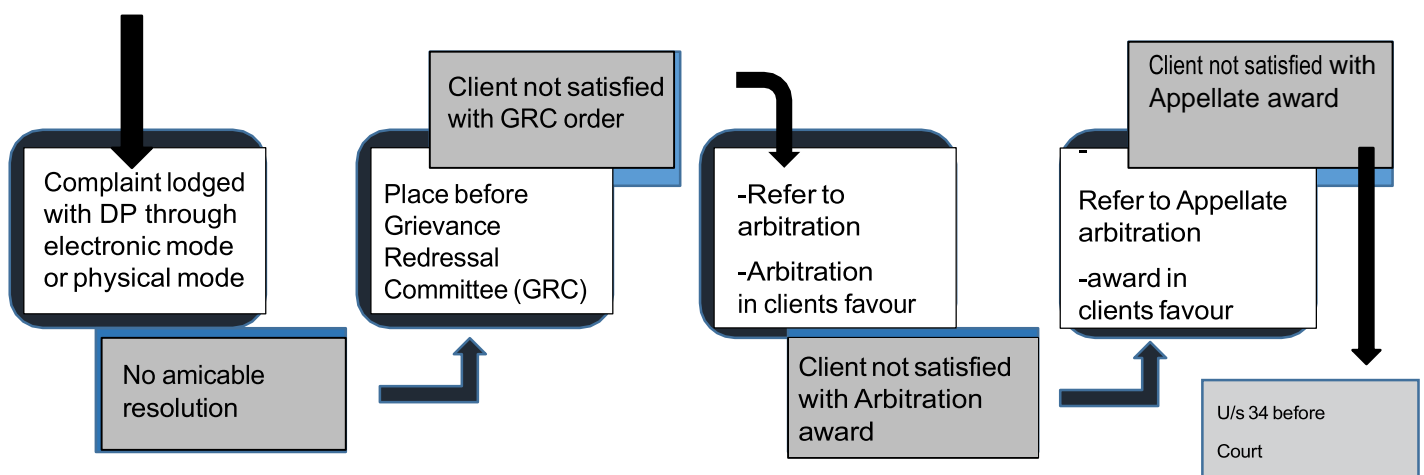 Complaint lodged
with DP through
electronic mode
or physical mode
No amicable
resolution
Client not satisfied
with GRC order
Place before
Grievance
Redressal
Committee (GRC)
-Refer to
arbitration
-Arbitration
in clients favour
Client not satisfied
with Arbitration
award
Client not satisfied with
Appellate award
-
Refer to Appellate
arbitration
-award in
clients favour
U/s 34 before
Court